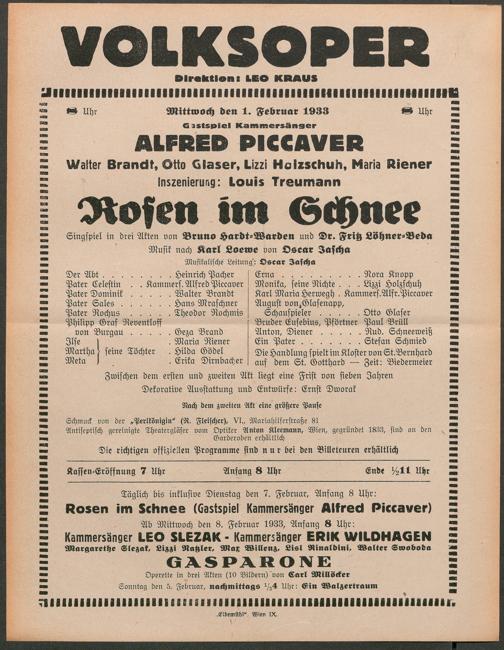 VOLKSOPER
Direktion: LEO KRAUS
8 Uhr Mittwoch den 1. Februar 1933 8 Uhr
Gastspiel Kammersänger
ALFRED PICCAVER
Walter Brandt, Otto Glaser, Lizzi Holzschuh, Maria Riener
Inszenierung: Louis Treumann
Rosen im Schnee
Singspiel in drei Akten von Bruno Hardt-Warden und Dr. Fritz Löhner-Beda
Musik nach Karl Loewe von Oscar Jascha
Musikalische Leitung: Oscar Jascha
Der Abt . . . . . . . . Heinrich Pacher
Pater Celestin . . Kammers. Alfred Piccaver
Pater Dominik . . . . . Walter Brandt
Pater Sales . . . . . Hans Mraschner
Pater Rochus . . . . . Theodor Rochmis
Philipp Graf Reventloff
von Burgau . . . . . Geza Brand
Ilse . . . . . Maria Riener
Martha } seine Töchter . . Hilda Gödel
Meta . . Erika Dirnbacher
Erna . . . . . . . . . Nora Knopp
Monika, seine Nichte . . . Lizzi Holzschuh
Karl Maria Herwegh . Kammers. Alfr. Piccaver
August von Glasenapp,
Schauspieler . . . . . Otto Glaser
Bruder Eusebius, Pförtner Paul Brüll
Anton, Diener . . . . . Rud. Schneeweiß
Ein Pater . . . . . . . Stefan Schmied
Die Handlung spielt im Kloster von St. Bernhard
auf dem St. Gotthard — Zeit: Biedermeier
Zwischen dem ersten und zweiten Akt liegt eine Frist von sieben Jahren
Dekorative Ausstattung und Entwürfe: Ernst Dworak
Nach dem zweiten Akt eine größere Pause
Schmuck von der „Perlkönigin" (R. Fleischer), VI., Mariahilferstraße 81
Antiseptisch gereinigte Theatergläser vom Optiker Anton Kleemann, Wien, gegründet 1833, sind an den
Garderoben erhältlich
Die richtigen offiziellen Programme sind nur bei den Billeteuren erhältlich
Kassen-Eröffnung 7 Uhr Anfang 8 Uhr Ende ½11 Uhr
Täglich bis inklusive Dienstag den 7. Februar, Anfang 8 Uhr:
Rosen im Schnee (Gastspiel Kammersänger Alfred Piccaver)
Ab Mittwoch den 8. Februar 1933, Anfang 8 Uhr:
Kammersänger LEO SLEZAK - Kammersänger ERIK WILDHAGEN
Margarethe Slezak, Lizzi Natzler, Max Willenz, Lisl Rinaldini, Walter Swoboda
GASPARONE
Operette in drei Akten (10 Bildern) von Carl Millöcker
Sonntag den 5. Februar, nachmittags ¼4 Uhr: Ein Walzertraum
„Elbemühl", Wien IX.